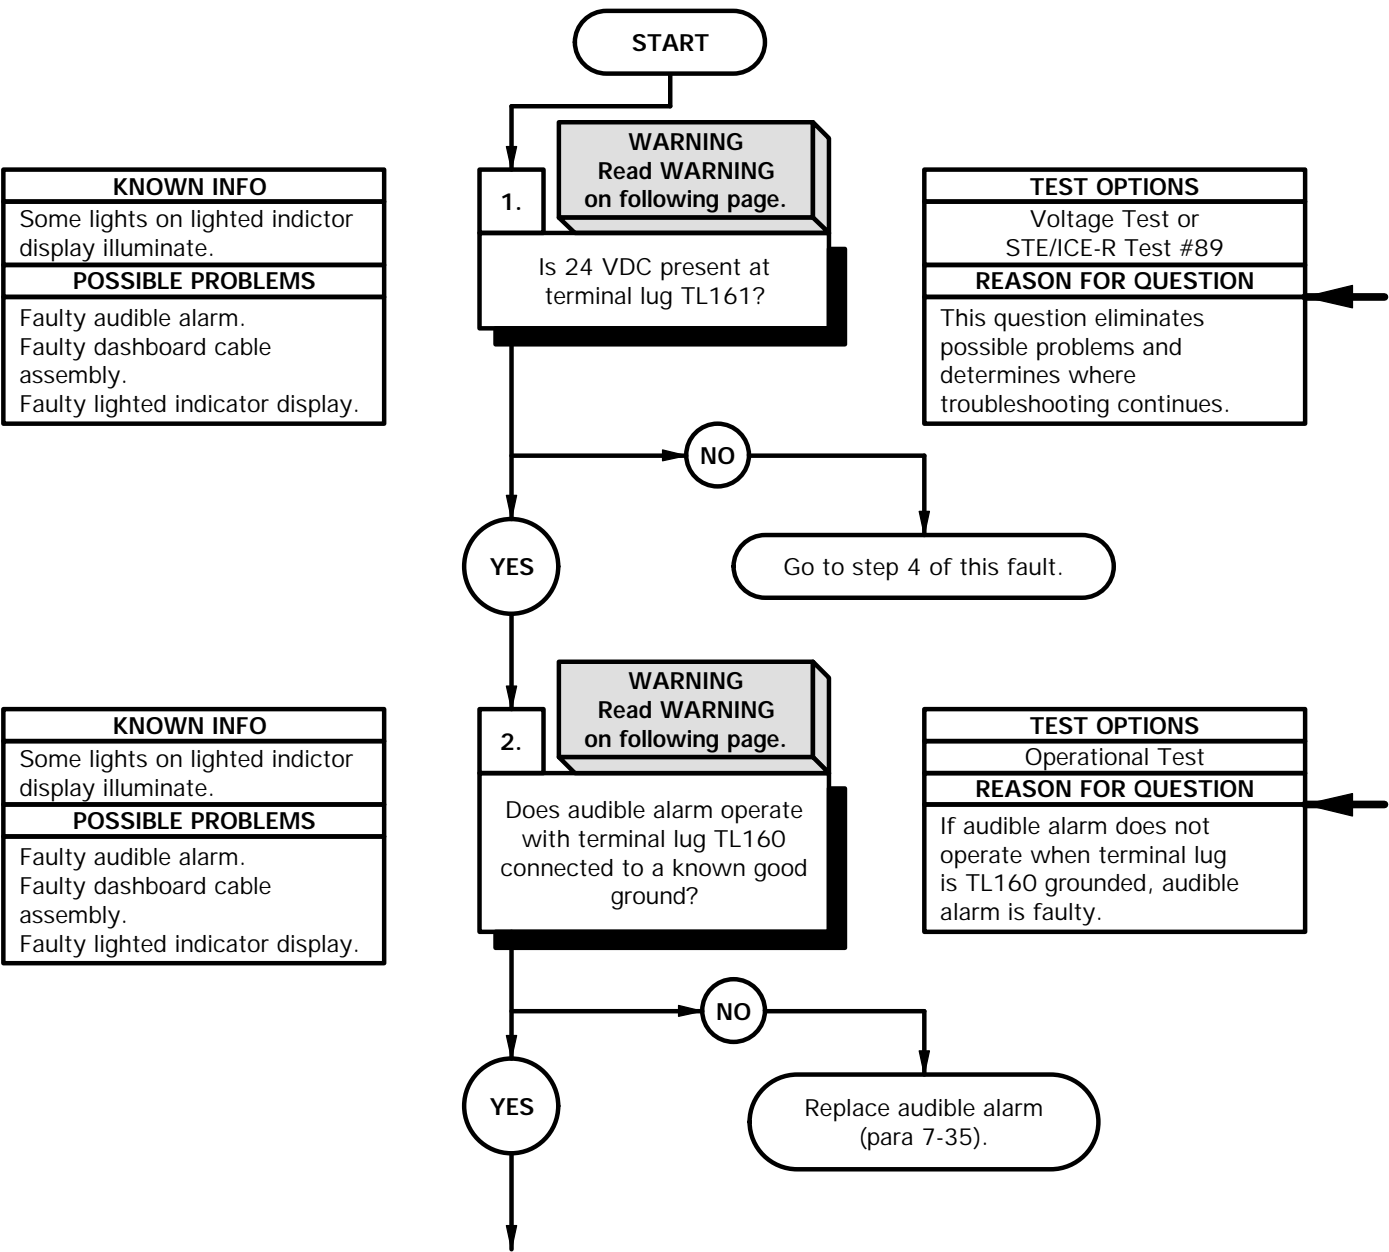 START
KNOWN INFO
Some lights on lighted indictor
display illuminate.
POSSIBLE PROBLEMS
Faulty audible alarm.
Faulty dashboard cable
assembly.
Faulty lighted indicator display.
1.
WARNING
Read WARNING
on following page.
Is 24 VDC present at
terminal lug TL161?
TEST OPTIONS
Voltage Test or
STE/ICE-R Test #89
REASON FOR QUESTION
This question eliminates
possible problems and
determines where
troubleshooting continues.
NO
YES
Go to step 4 of this fault.
KNOWN INFO
Some lights on lighted indictor
display illuminate.
POSSIBLE PROBLEMS
Faulty audible alarm.
Faulty dashboard cable
assembly.
Faulty lighted indicator display.
2.
WARNING
Read WARNING
on following page.
Does audible alarm operate
with terminal lug TL160
connected to a known good
ground?
TEST OPTIONS
Operational Test
REASON FOR QUESTION
If audible alarm does not
operate when terminal lug
is TL160 grounded, audible
alarm is faulty.
NO
YES
Replace audible alarm
(para 7-35).